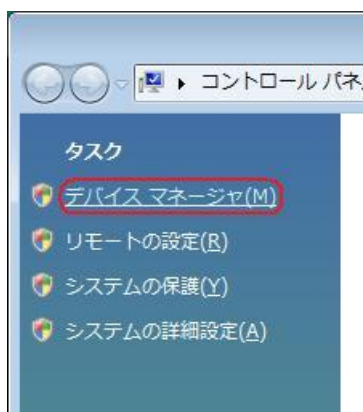 コントロール パネ
タスク
デバイス マネージャ(M)
リモートの設定(R)
システムの保護(Y)
システムの詳細設定(A)